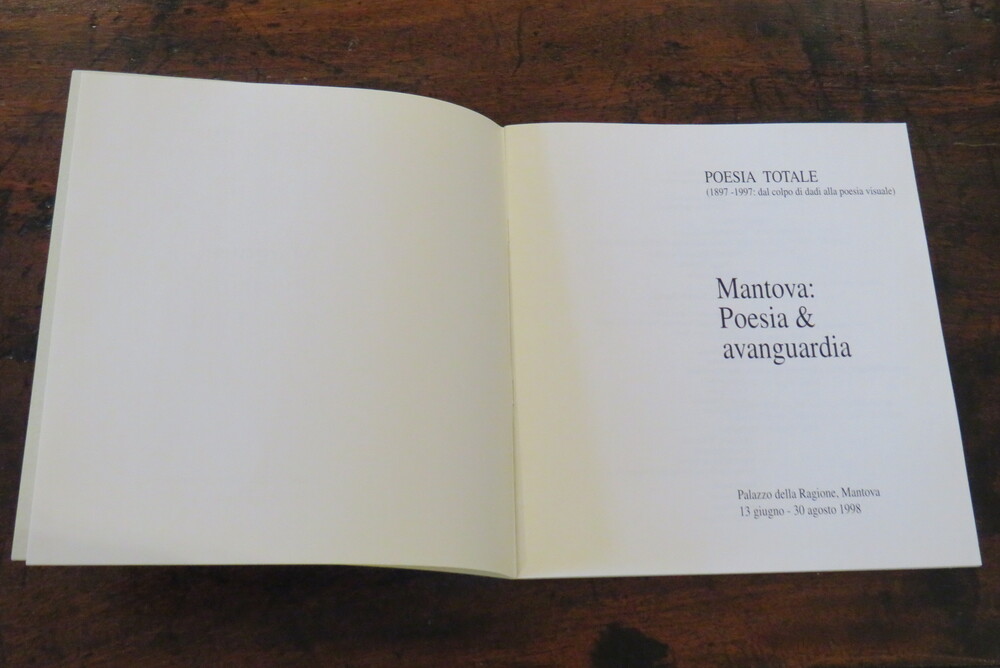 POESIA TOTALE
(1897 -1997: dal colpo di dadi alla poesia visuale)
Mantova:
Poesia &
avanguardia
Palazzo della Ragione, Mantova
13 giugno - 30 agosto 1998